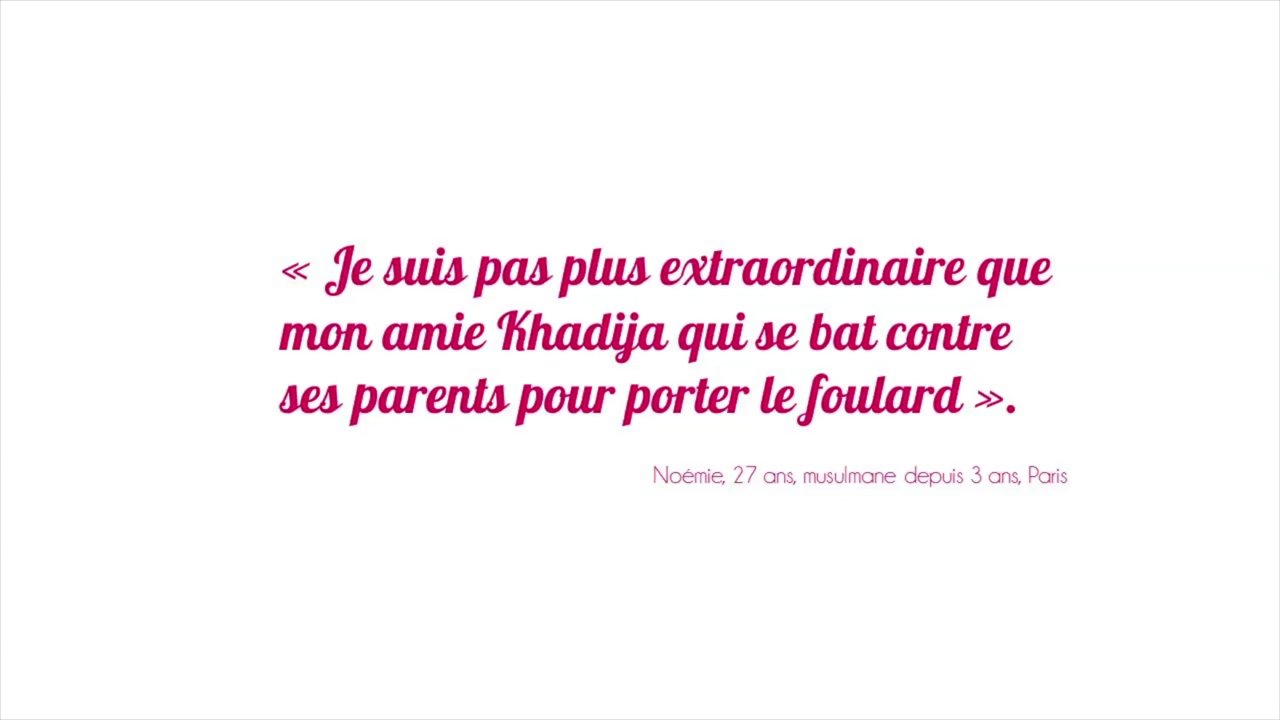 « Je suis pas plus extraordinaire que
mon amie Khadija qui se bat contre
ses parents pour porter le foulard ».
Noémie, 27 ans, musulmane depuis 3 ans, Paris